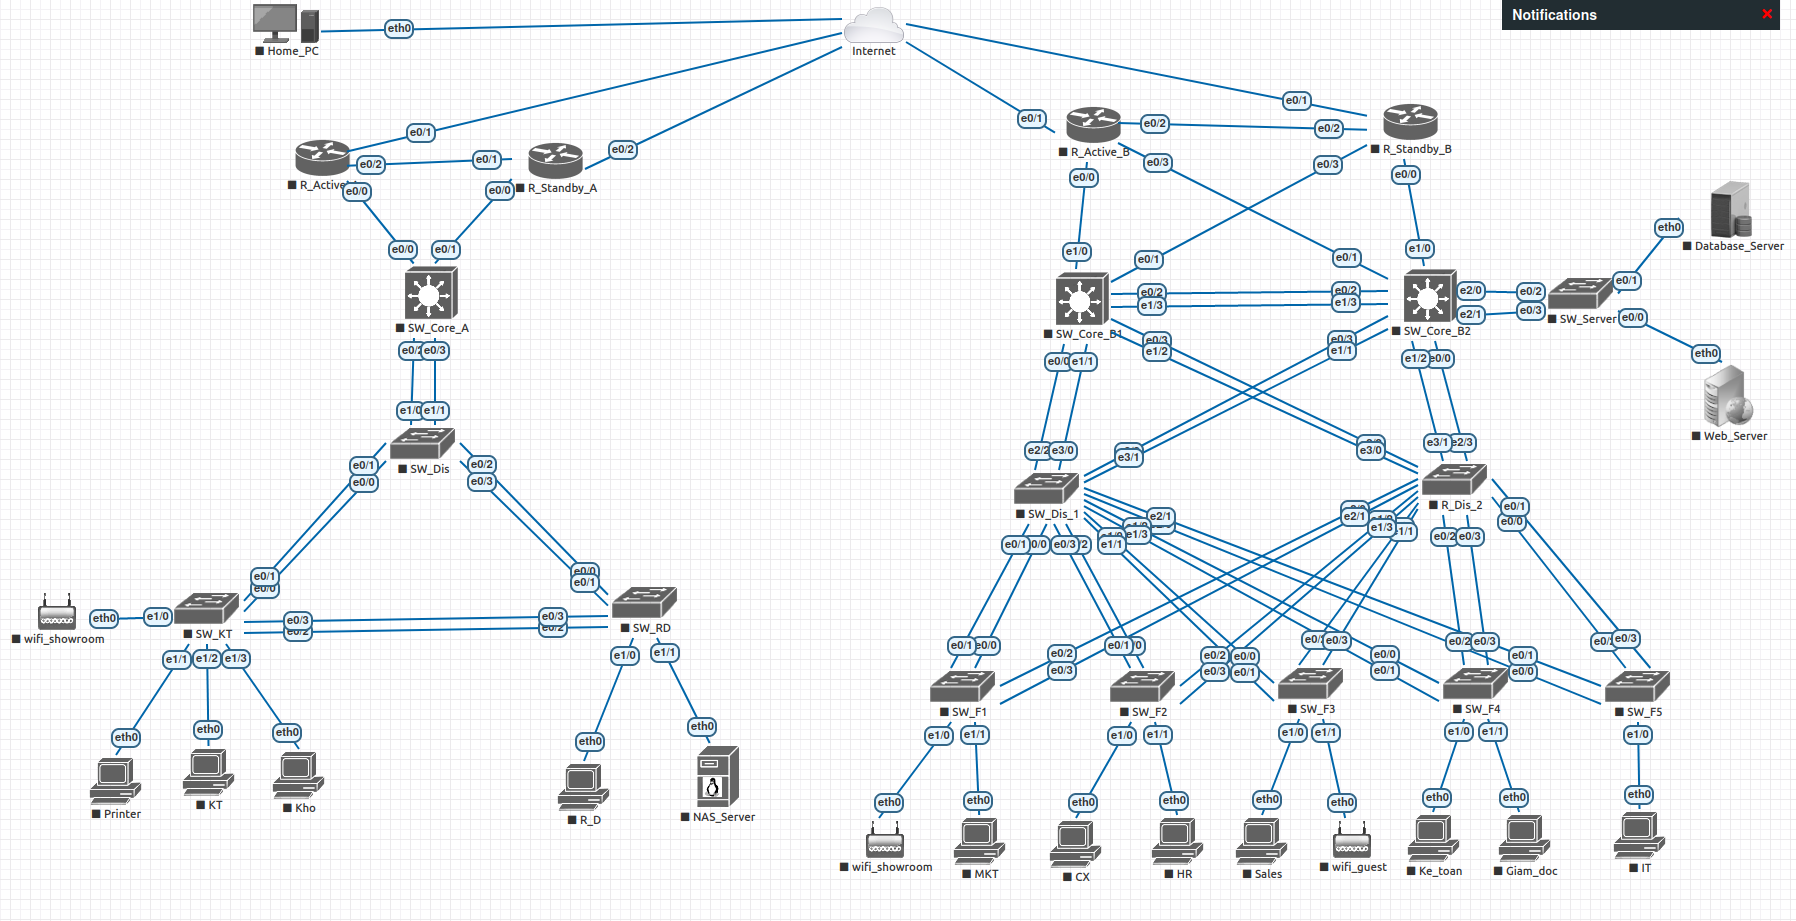 Notifications
eth0
Home_PC
Internet
e0/1
e0/1
e0/2
e0/1
e0/2
R_Active
e0/0
e0/0
R_Standby_A
e0/0
e0/1
SW_Core_A
e0/2
e0/3
e1/0
e1/1
SW_Dis
e0/1
e0/0
e0/2
e0/3
e0/1
e0/0
e0/0
e0/1
wifi_showroom
eth0
e1/0
SW_KT
e0/3
e0/2
e0/3
e0/2
SW_RD
e1/1
e1/2
e1/3
e1/0
e1/1
eth0
eth0
eth0
eth0
eth0
Printer
KT
Kho
R_D
NAS_Server
e0/1
R_Active_B
e0/2
e0/2
R_Standby_B
e0/0
e0/3
e0/3
e0/0
e1/0
e0/1
e0/1
e1/0
e0/2
e1/3
e0/2
e1/3
SW_Core_B1
SW_Core_B2
e2/0
e2/1
e0/2
e0/3
SW_Server
e0/1
e0/0
eth0
Database_Server
eth0
Web_Server
e0/0
e1/1
e0/3
e1/2
e0/3
e1/1
e1/2
e0/0
e2/2
e3/0
e3/1
e3/0
e3/1
e2/3
SW_Dis_1
R_Dis_2
e0/1
0/0
e0/3
/2
e1/1
e1/3
e2/1
e2/1
e1/3
1/1
e0/2
e0/3
e0/1
e0/0
e0/1
e0/0
e0/2
e0/3
e0/1
/0
e0/2
e0/3
e0/0
e0/1
e0/3
e0/0
e0/1
e0/2
e0/3
e0/1
e0/0
e0/3
SW_F1
SW_F2
SW_F3
SW_F4
SW_F5
e1/0
e1/1
e1/0
e1/1
e1/0
e1/1
e1/0
e1/1
e1/0
eth0
eth0
eth0
eth0
eth0
eth0
eth0
eth0
eth0
wifi_showroom
MKT
CX
HR
Sales
wifi_guest
Ke_toan
Giam_doc
IT